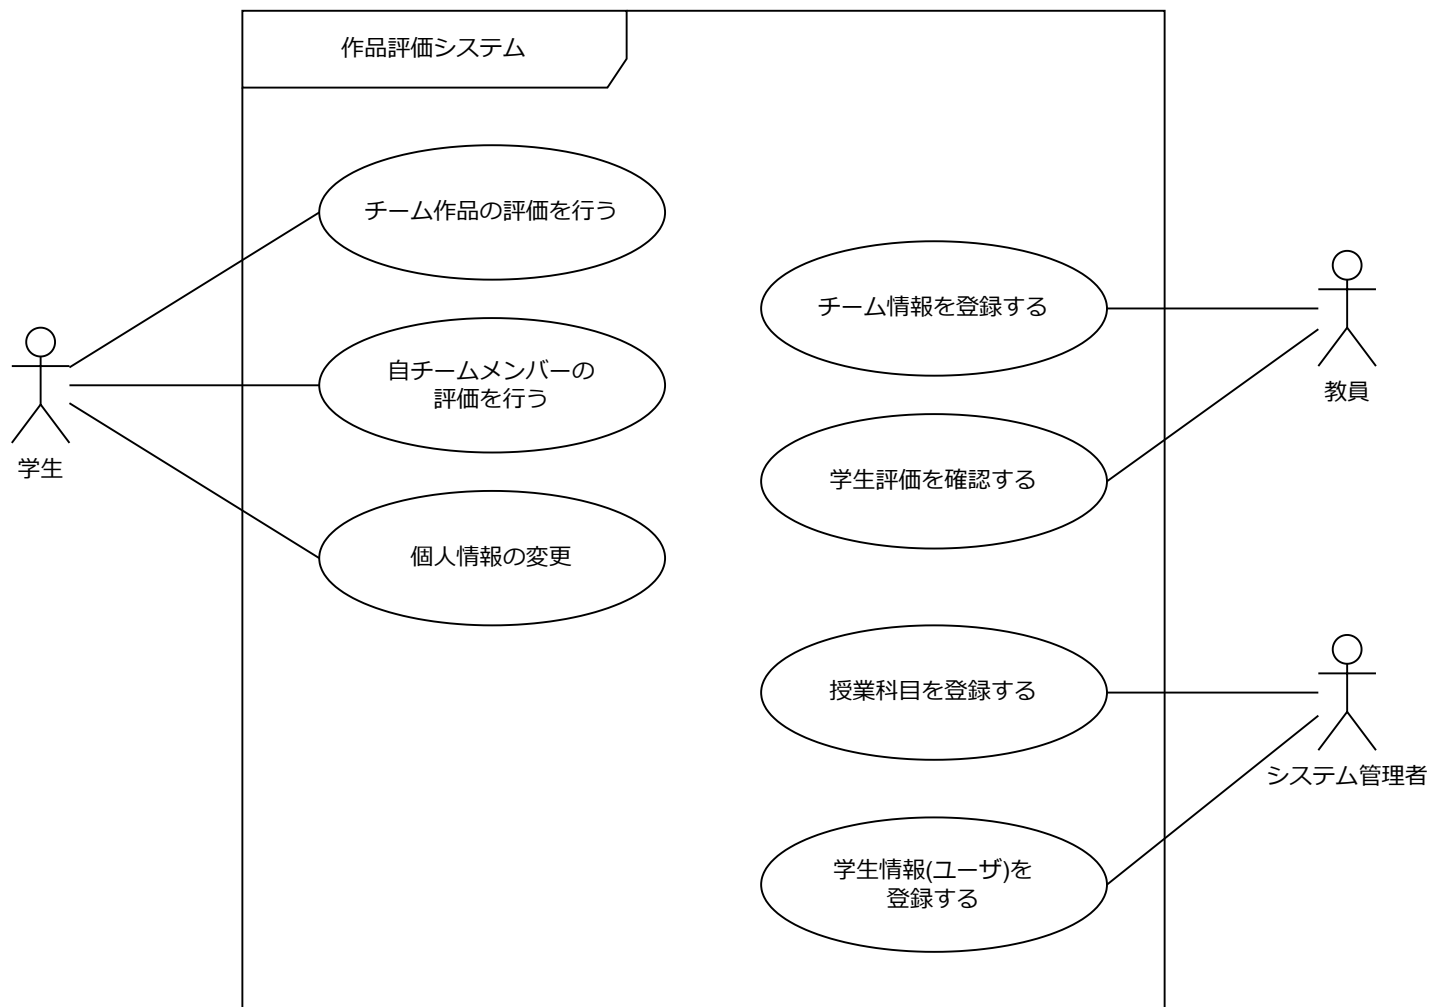 作品評価システム
チーム作品の評価を行う
チーム情報を登録する
自チームメンバーの
評価を行う
教員
学生
学生評価を確認する
個人情報の変更
授業科目を登録する
システム管理者
学生情報(ユーザ)を
登録する